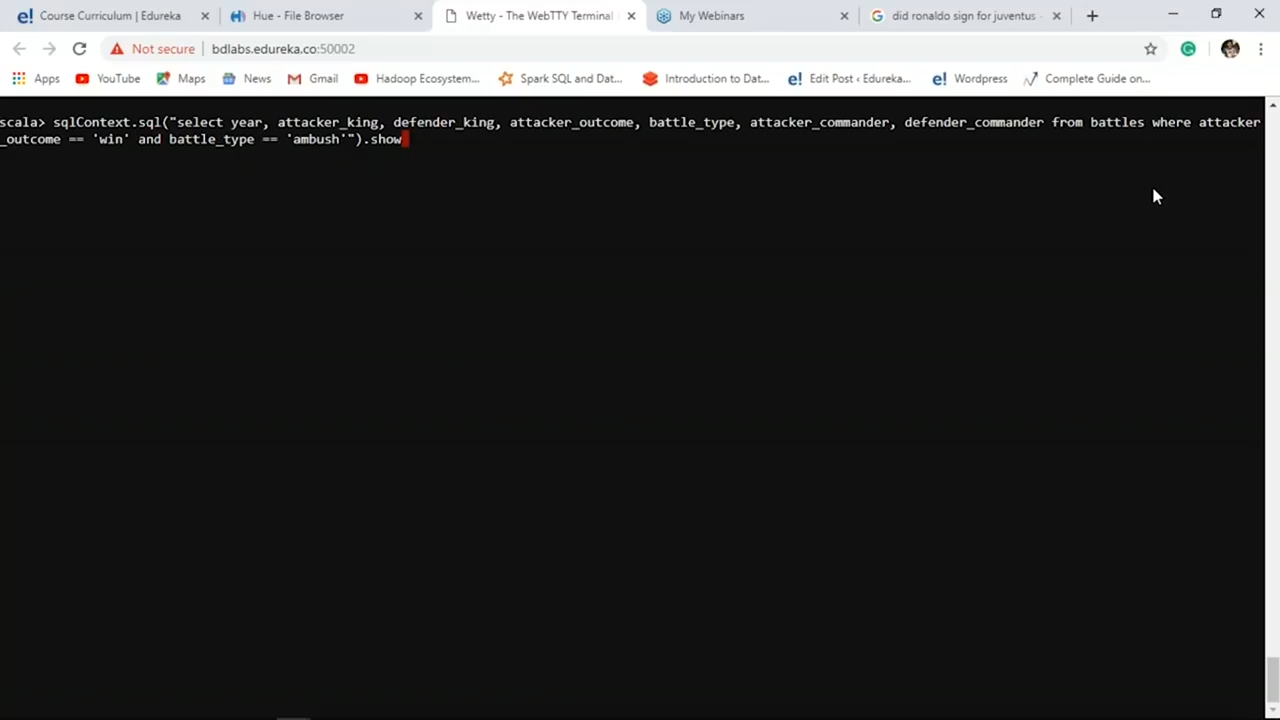 e! Course Curriculum | Edureka
Hue - File Browser
Wetty - The WebTTY Terminal
My Webinars
did ronaldo sign for juventus
Not secure | bdlabs.edureka.co:50002
Apps YouTube Maps News Gmail Hadoop Ecosystem... Spark SQL and Dat... Introduction to Dat... e! Edit Post ‹ Edureka... e! Wordpress Complete Guide on...
scala> sqlContext.sql("select year, attacker_king, defender_king, attacker_outcome, battle_type, attacker_commander, defender_commander from battles where attacker
_outcome == 'win' and battle_type == 'ambush'").show